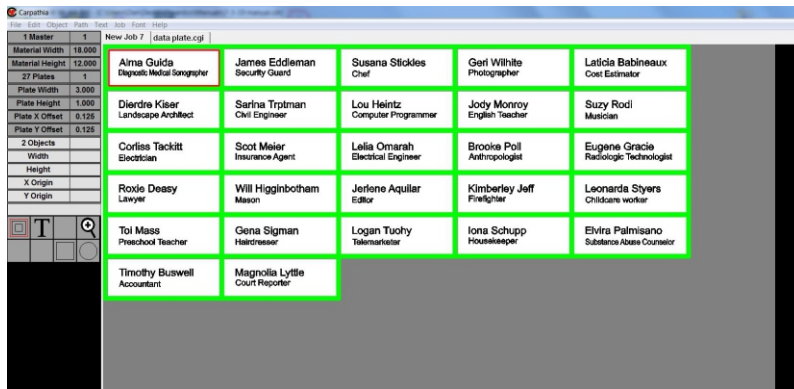 Carpathia
File Edit Object Path Text Job Font Help
1 Master 1
New Job 7 data plate.cgi
Material Width 18.000
Material Height 12.000
27 Plates 1
Plate Width 3.000
Plate Height 1.000
Plate X Offset 0.125
Plate Y Offset 0.125
2 Objects
Width
Height
X Origin
Y Origin
T
Alma Guida
Diagnostic Medical Sonographer
James Eddleman
Security Guard
Susana Stickles
Chef
Geri Wilhite
Photographer
Laticia Babineaux
Cost Estimator
Dierdre Kiser
Landscape Architect
Sarina Trptman
Civil Engineer
Lou Heintz
Computer Programmer
Jody Monroy
English Teacher
Suzy Rodi
Musician
Corliss Tackitt
Electrician
Scot Meier
Insurance Agent
Lelia Omarah
Electrical Engineer
Brooke Poll
Anthropologist
Eugene Gracie
Radiologic Technologist
Roxie Deasy
Lawyer
Will Higginbotham
Mason
Jerlene Aquilar
Editor
Kimberley Jeff
Firefighter
Leonarda Styers
Childcare worker
Toi Mass
Preschool Teacher
Gena Sigman
Hairdresser
Logan Tuohy
Telemarketer
Iona Schupp
Housekeeper
Elvira Palmisano
Substance Abuse Counselor
Timothy Buswell
Accountant
Magnolia Lyttle
Court Reporter